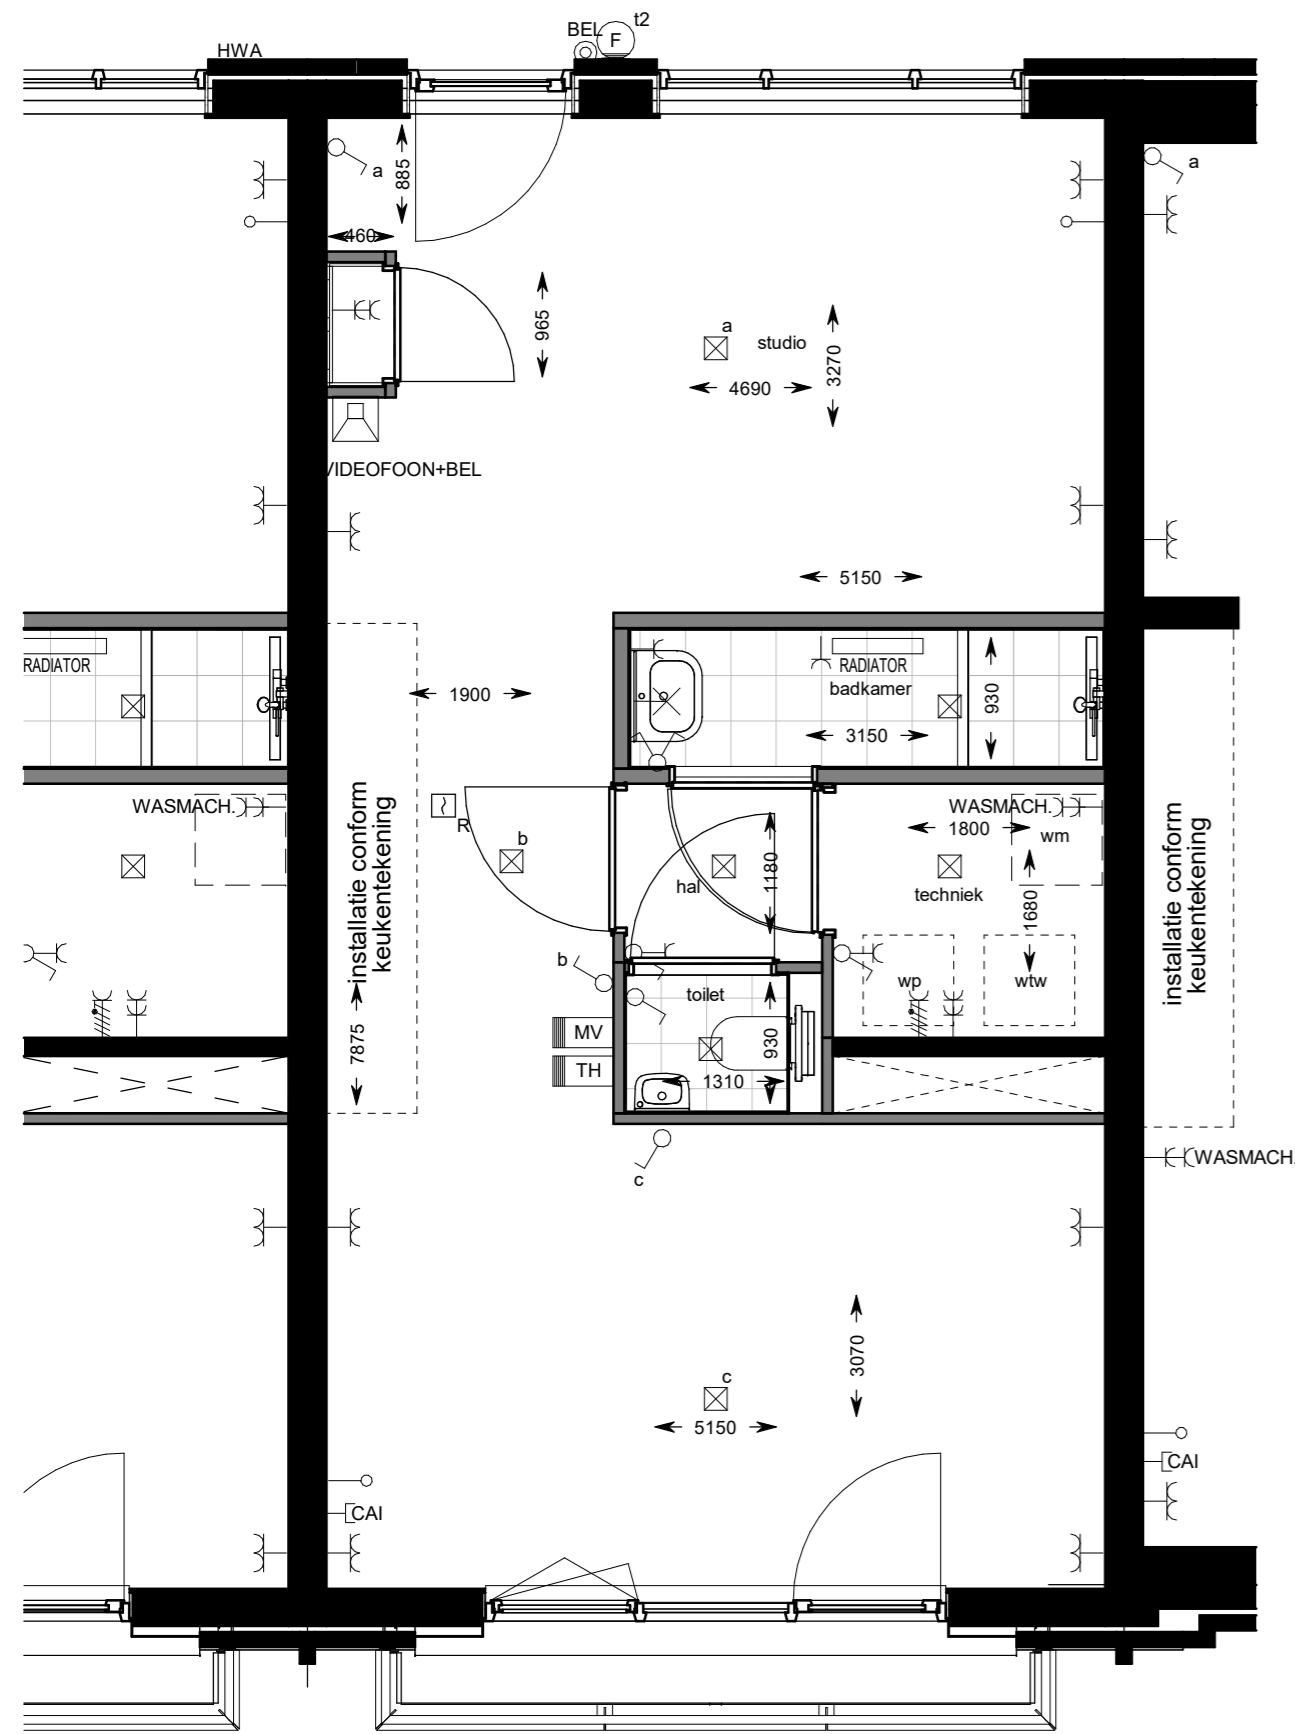 t2
BEL
F
HWA
a
a
885
460
965
a
studio
3270
4690
VIDEOFOON+BEL
5150
RADIATOR
RADIATOR
badkamer
930
1900
3150
WASMACH.
WASMACH.
1800
wm
R
b
installatie conform
keukentekening
hal
1180
techniek
1680
installatie conform
keukentekening
b
toilet
wp
wtw
7875
MV
930
TH
1310
WASMACH.
c
3070
c
5150
CAI
CAI